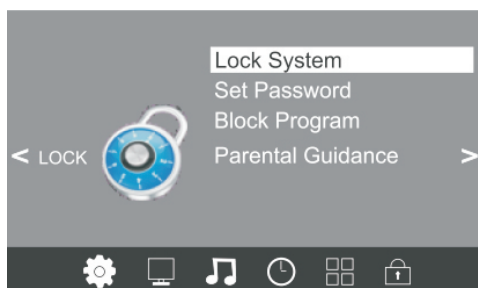 Lock System
Set Password
Block Program
< LOCK
Parental Guidance >